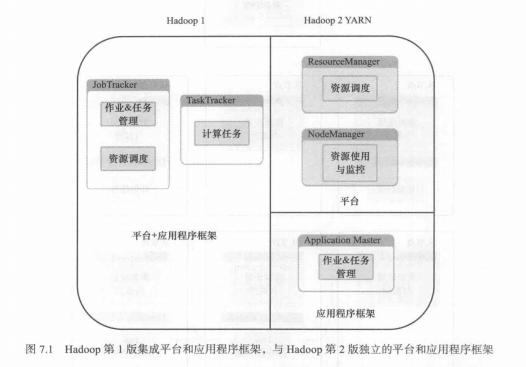 Hadoop 1
Hadoop 2 YARN
JobTracker
作业&任务
管理
资源调度
TaskTracker
计算任务
平台+应用程序框架
ResourceManager
资源调度
NodeManager
资源使用
与监控
平台
Application Master
作业&任务
管理
应用程序框架
图 7.1 Hadoop 第 1 版集成平台和应用程序框架，与 Hadoop 第 2 版独立的平台和应用程序框架